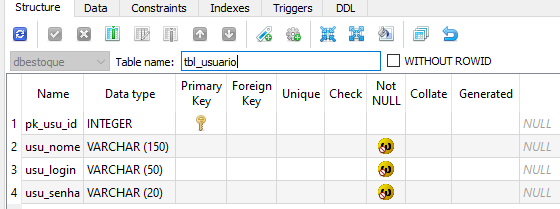 Structure Data Constraints Indexes Triggers DDL
dbestoque Table name: tbl_usuario WITHOUT ROWID
Name Data type Primary Key Foreign Key Unique Check Not NULL Collate Generated
1 pk_usu_id INTEGER NULL
2 usu_nome VARCHAR (150) NULL
3 usu_login VARCHAR (50) NULL
4 usu_senha VARCHAR (20) NULL